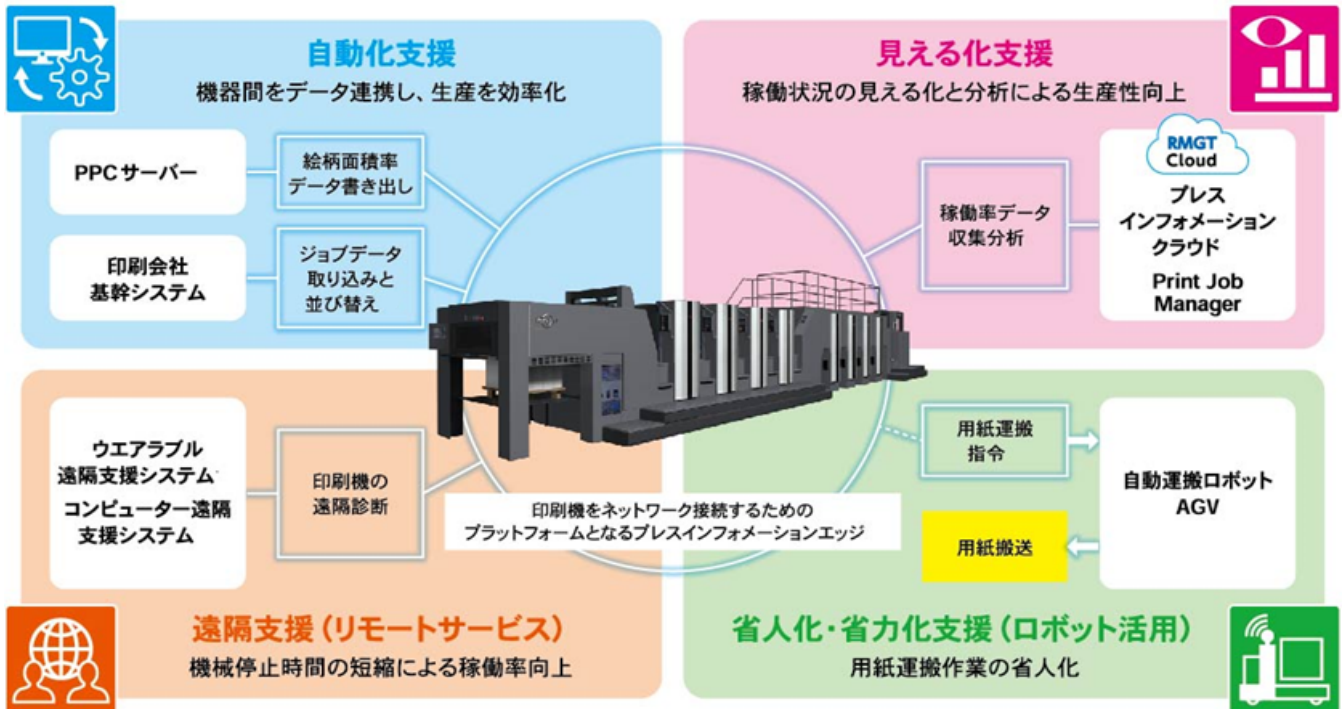 自動化支援
機器間をデータ連携し、生産を効率化
PPCサーバー
絵柄面積率
データ書き出し
印刷会社
基幹システム
ジョブデータ
取り込みと
並び替え
見える化支援
稼働状況の見える化と分析による生産性向上
稼働率データ
収集分析
RMGT
Cloud
プレス
インフォメーション
クラウド
Print Job
Manager
ウエアラブル
遠隔支援システム
コンピューター遠隔
支援システム
印刷機の
遠隔診断
印刷機をネットワーク接続するための
プラットフォームとなるプレスインフォメーションエッジ
用紙運搬
指令
自動運搬ロボット
AGV
用紙搬送
遠隔支援（リモートサービス）
機械停止時間の短縮による稼働率向上
省人化・省力化支援（ロボット活用）
用紙運搬作業の省人化